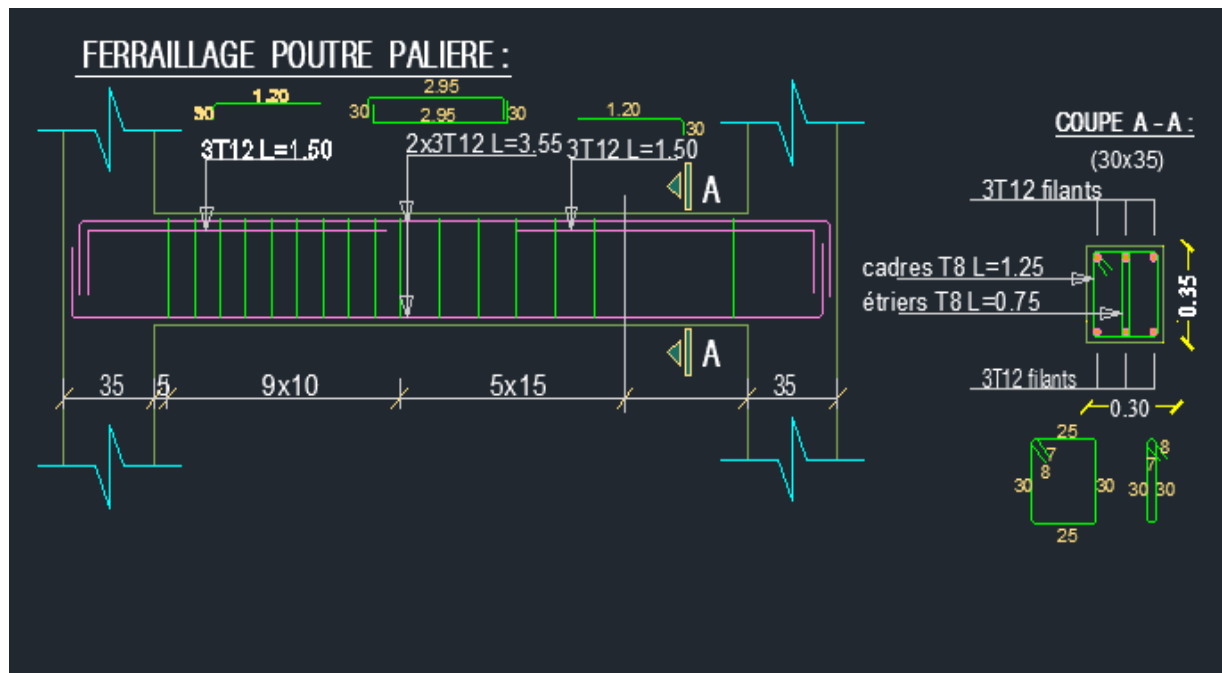 FERRAILLAGE POUTRE PALIERE :
1.20
30
2.95
30
2.95
30
1.20
30
3T12 L=1.50
2x3T12 L=3.55
3T12 L=1.50
A
A
35
5
9x10
5x15
35
COUPE A - A :
(30x35)
3T12 filants
cadres T8 L=1.25
étriers T8 L=0.75
0.35
3T12 filants
0.30
25
7
8
30
30
25
8
7
30
30